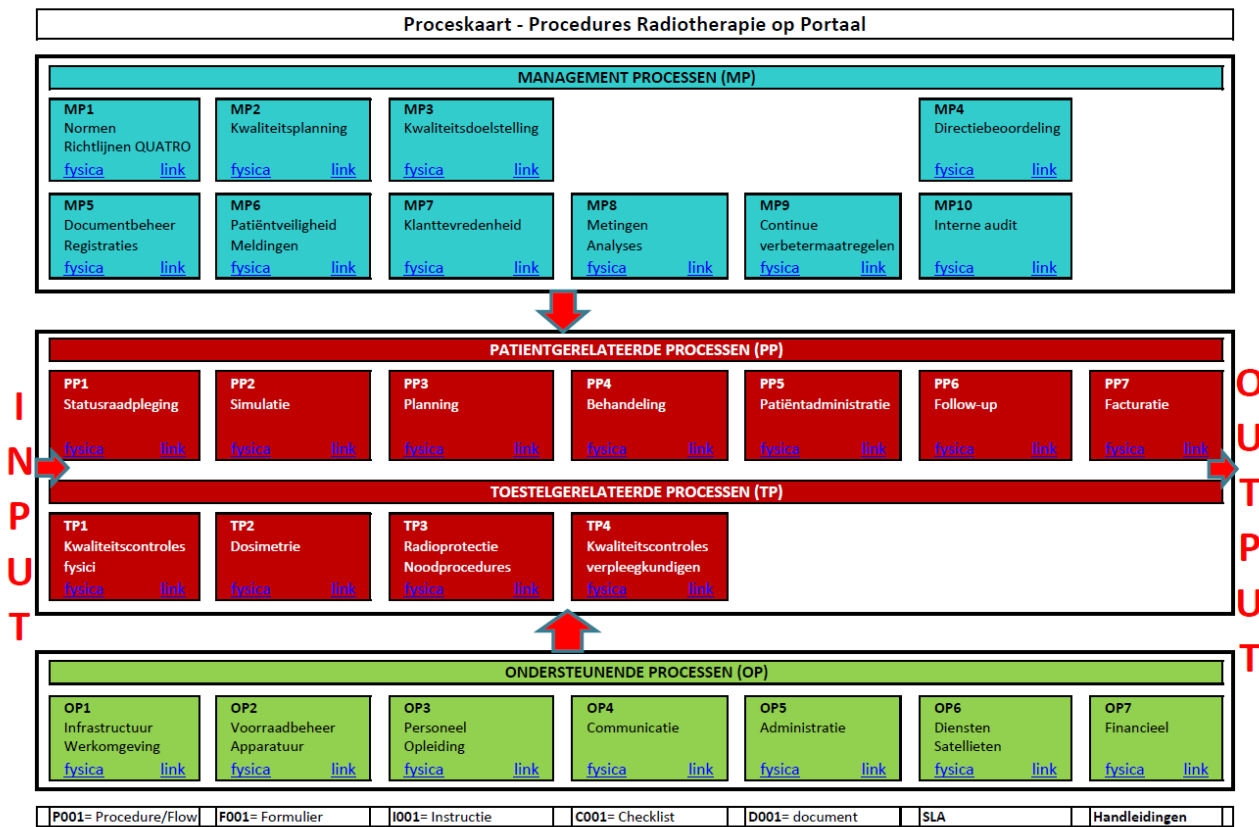 Proceskaart - Procedures Radiotherapie op Portaal
MANAGEMENT PROCESSEN (MP)
MP1
Normen
Richtlijnen QUATRO
fysica link
MP2
Kwaliteitsplanning
fysica link
MP3
Kwaliteitsdoelstelling
fysica link
MP4
Directiebeoordeling
fysica link
MP5
Documentbeheer
Registraties
fysica link
MP6
Patiëntveiligheid
Meldingen
fysica link
MP7
Klanttevredenheid
fysica link
MP8
Metingen
Analyses
fysica link
MP9
Continue
verbetermaatregelen
fysica link
MP10
Interne audit
fysica link
INPUT
PATIENTGERELATEERDE PROCESSEN (PP)
PP1
Statusraadpleging
fysica link
PP2
Simulatie
fysica link
PP3
Planning
fysica link
PP4
Behandeling
fysica link
PP5
Patiëntadministratie
fysica link
PP6
Follow-up
fysica link
PP7
Facturatie
fysica link
TOESTELGERELATEERDE PROCESSEN (TP)
TP1
Kwaliteitscontroles
fysici
fysica link
TP2
Dosimetrie
fysica link
TP3
Radioprotectie
Noodprocedures
fysica link
TP4
Kwaliteitscontroles
verpleegkundigen
fysica link
OUTPUT
ONDERSTEUNENDE PROCESSEN (OP)
OP1
Infrastructuur
Werkomgeving
fysica link
OP2
Voorraadbeheer
Apparatuur
fysica link
OP3
Personeel
Opleiding
fysica link
OP4
Communicatie
fysica link
OP5
Administratie
fysica link
OP6
Diensten
Satellieten
fysica link
OP7
Financieel
fysica link
P001= Procedure/Flow F001= Formulier I001= Instructie C001= Checklist D001= document SLA Handleidingen